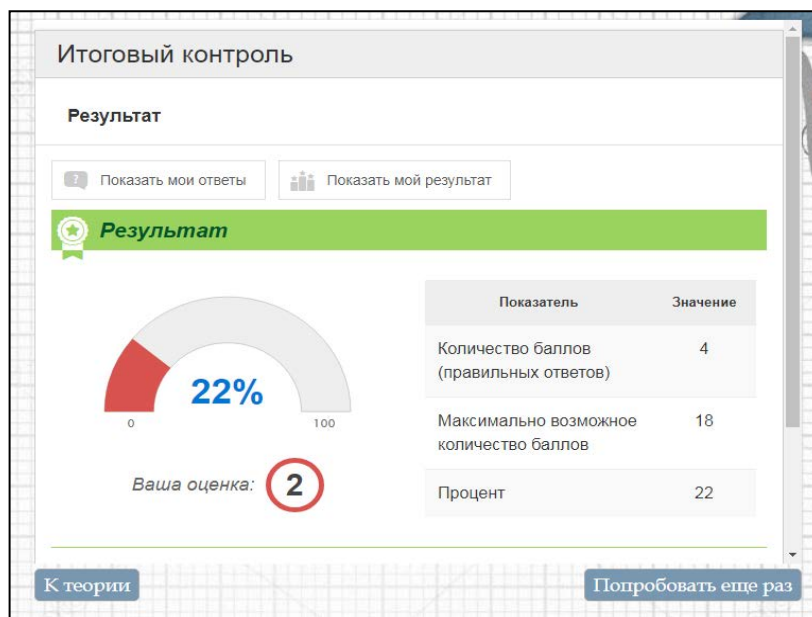 Итоговый контроль
Результат
Показать мои ответы
Показать мой результат
Результат
22%
0
100
Ваша оценка:
2
Показатель Значение
Количество баллов 4
(правильных ответов)
Максимально возможное 18
количество баллов
Процент 22
К теории
Попробовать еще раз